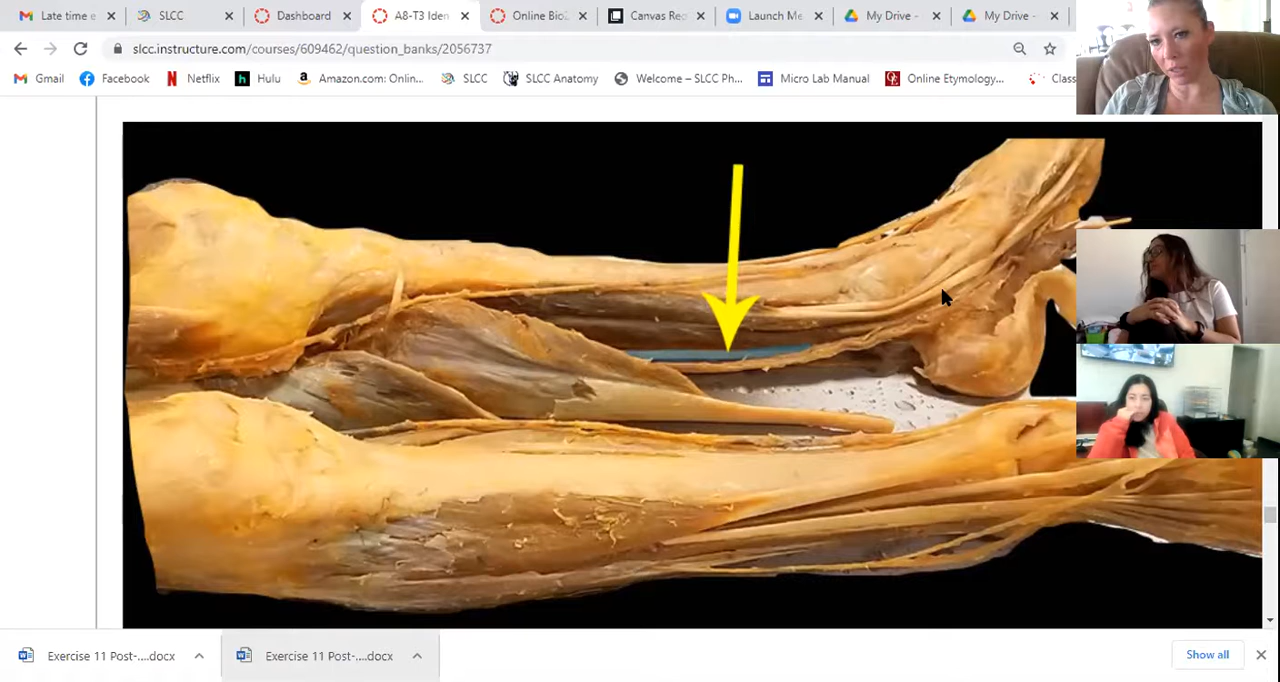 Late time e
SLCC
Dashboard
A8-T3 Iden
Online Bio2
Canvas Rec
Launch Me
My Drive -
My Drive -
slcc.instructure.com/courses/609462/question_banks/2056737
Gmail
Facebook
Netflix
h Hulu
Amazon.com: Onlin...
SLCC
SLCC Anatomy
Welcome – SLCC Ph...
Micro Lab Manual
Online Etymology...
Class
Exercise 11 Post-....docx
Exercise 11 Post-....docx
Show all